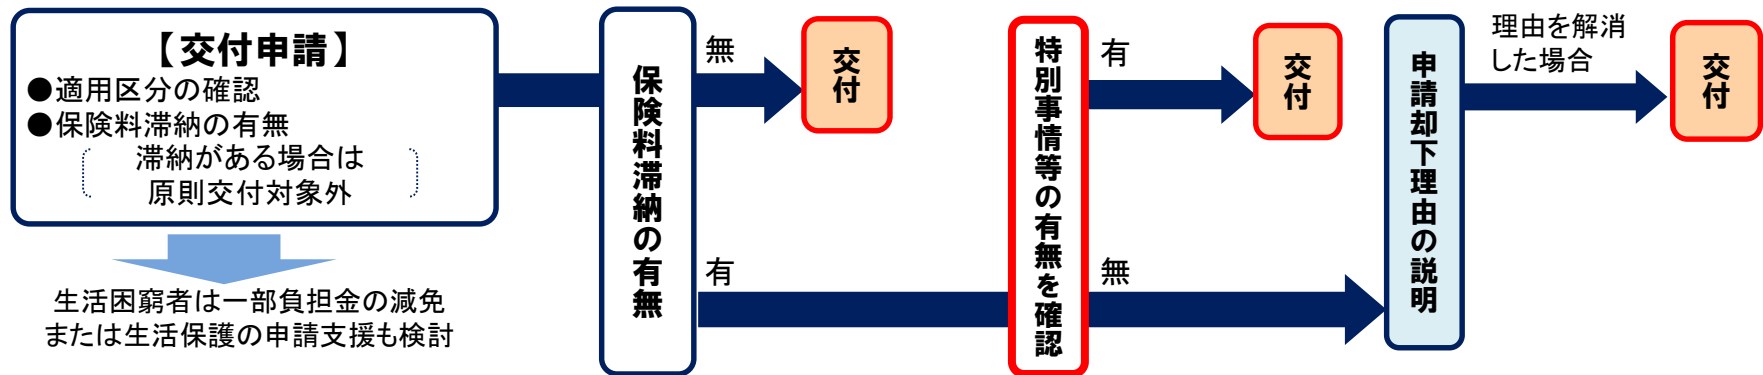 【交付申請】
●適用区分の確認
●保険料滞納の有無
滞納がある場合は
原則交付対象外
生活困窮者は一部負担金の減免
または生活保護の申請支援も検討
保険料滞納の有無
無
交付
有
特別事情等の有無を確認
有
交付
無
申請却下理由の説明
理由を解消
した場合
交付